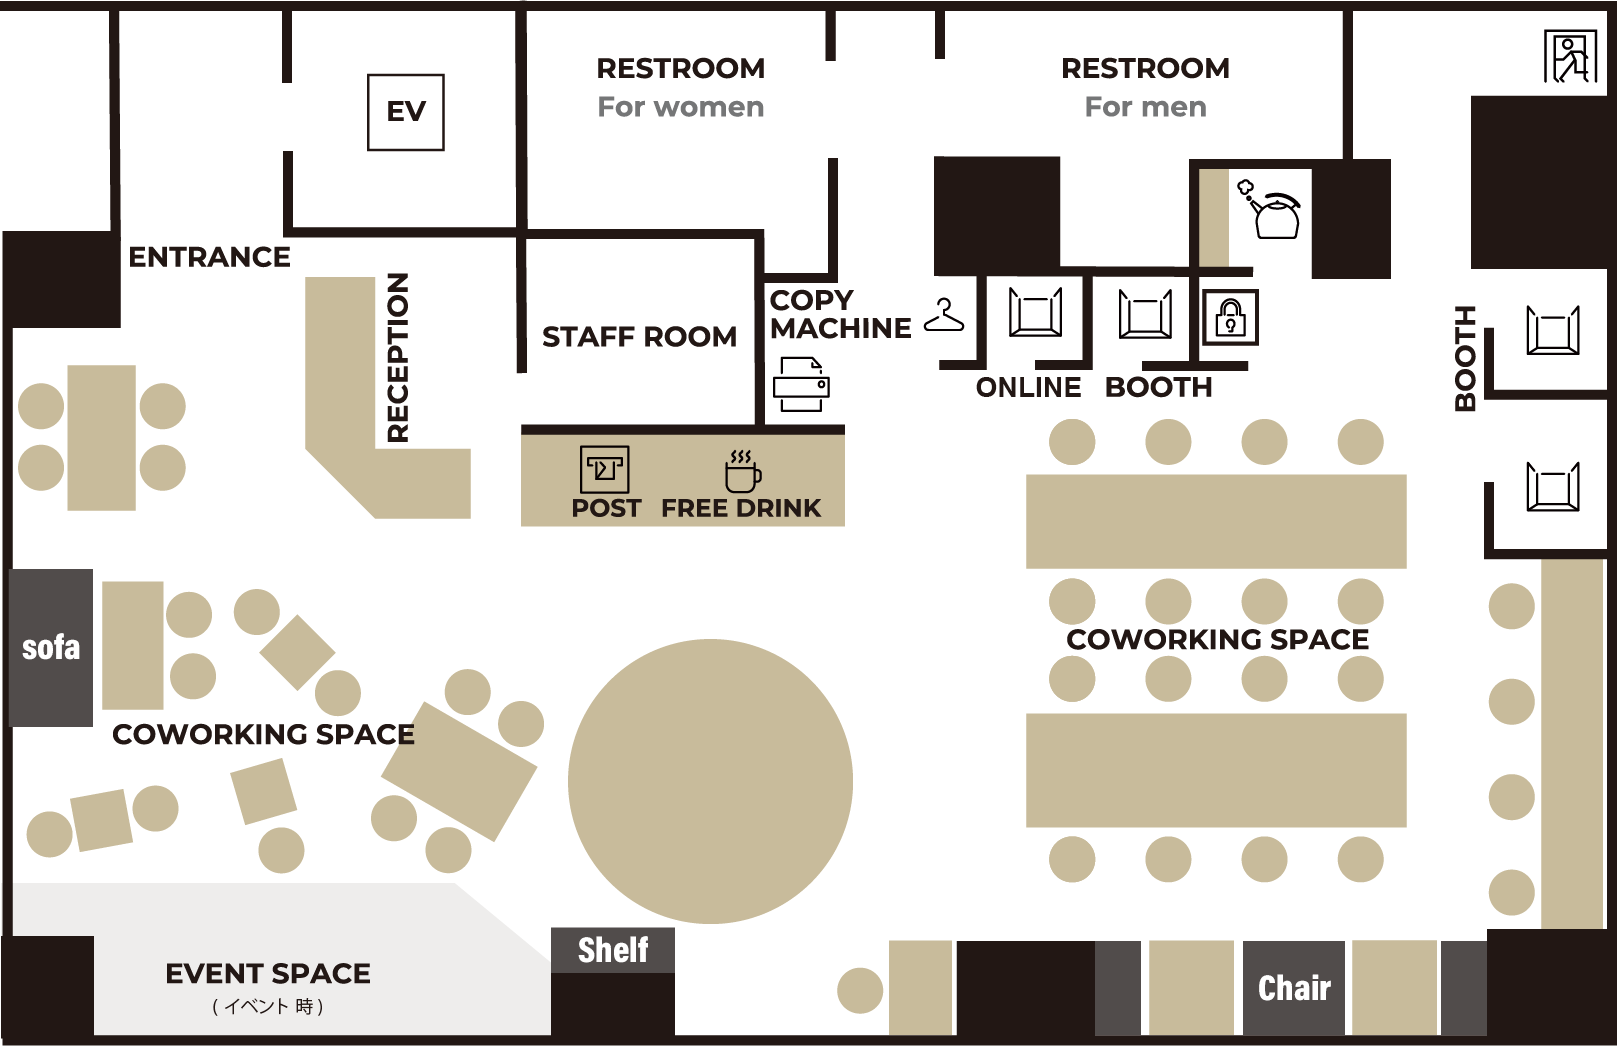 RESTROOM
For women
RESTROOM
For men
EV
ENTRANCE
RECEPTION
STAFF ROOM
COPY
MACHINE
ONLINE BOOTH
BOOTH
POST
FREE DRINK
sofa
COWORKING SPACE
COWORKING SPACE
EVENT SPACE
( イベント 時 )
Shelf
Chair